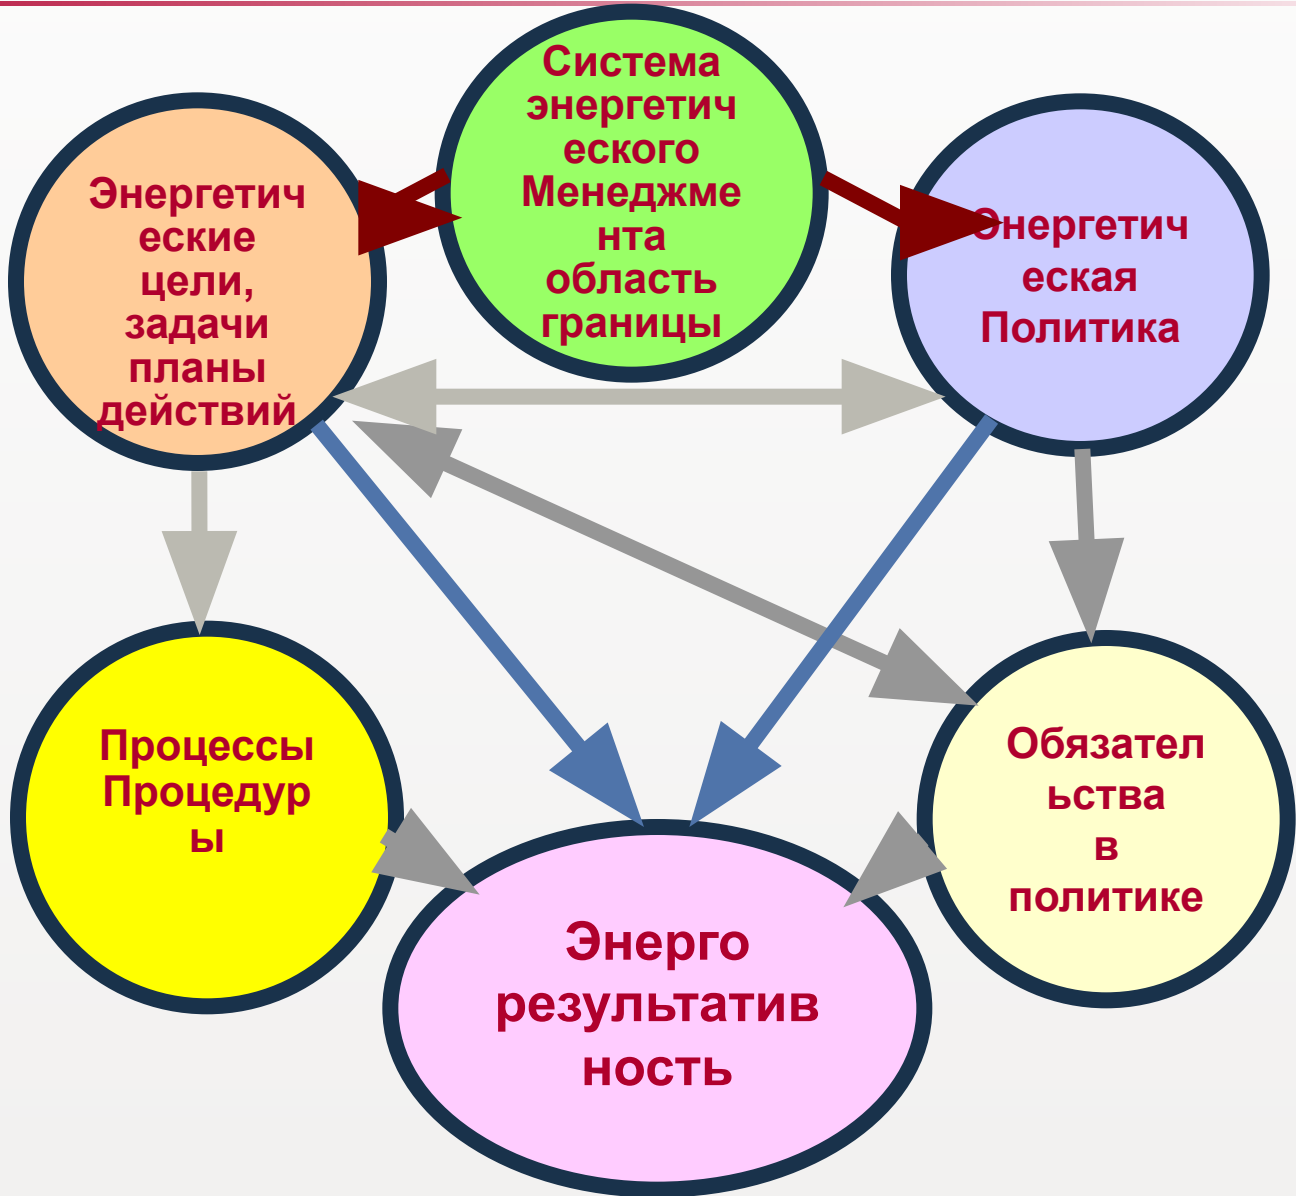 Система
энергетич
еского
Менеджме
нта
область
границы
Энергетич
еские
цели,
задачи
планы
действий
Энергетич
еская
Политика
Процессы
Процедур
ы
Обязател
ьства
в
политике
Энерго
результатив
ность